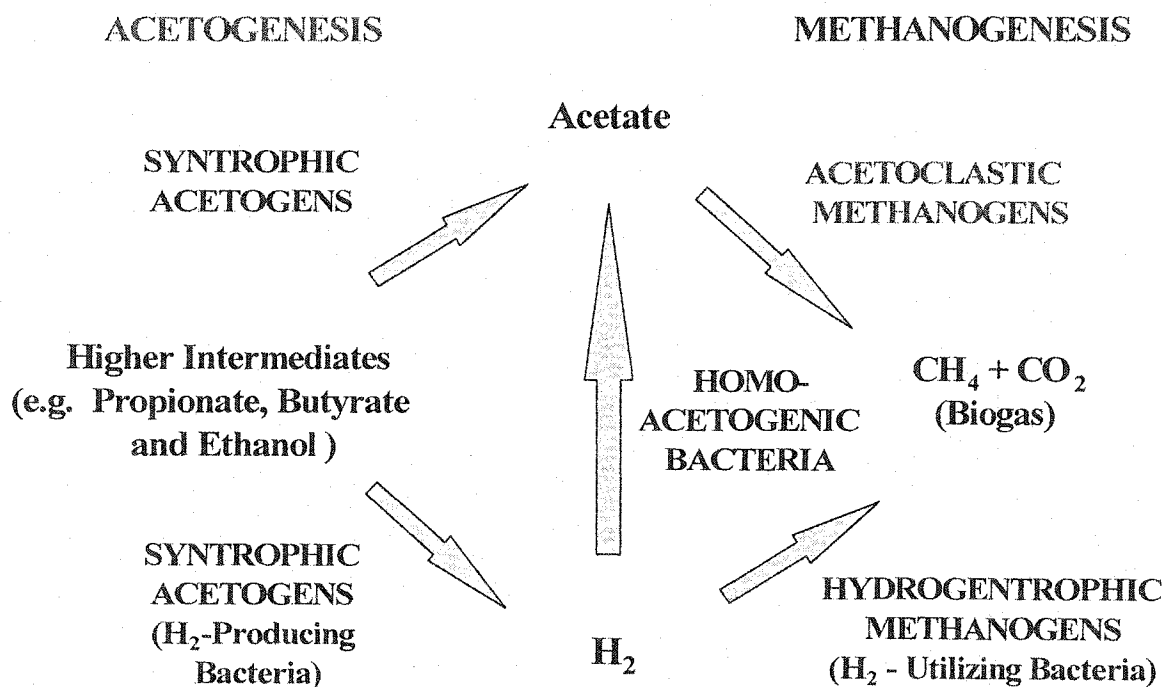 ACETOGENESIS
METHANOGENESIS
Acetate
SYNTROPHIC
ACETOGENS
ACETOCLASTIC
METHANOGENS
Higher Intermediates
(e.g. Propionate, Butyrate
and Ethanol )
HOMO-
ACETOGENIC
BACTERIA
CH₄ + CO₂
(Biogas)
SYNTROPHIC
ACETOGENS
(H₂-Producing
Bacteria)
H₂
HYDROGENTROPHIC
METHANOGENS
(H₂ - Utilizing Bacteria)